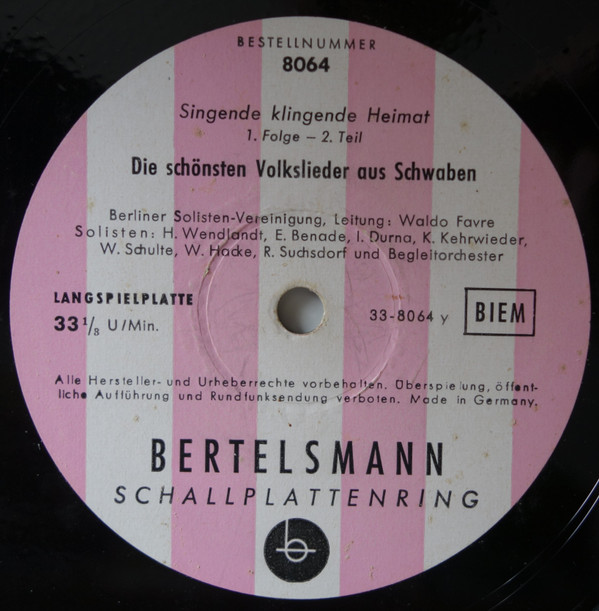 BESTELLNUMMER
8064
Singende klingende Heimat
1. Folge – 2. Teil
Die schönsten Volkslieder aus Schwaben
Berliner Solisten-Vereinigung, Leitung: Waldo Favre
Solisten: H. Wendlandt, E. Benade, I. Durna, K. Kehrwieder,
W. Schulte, W. Hacke, R. Suchsdorf und Begleitorchester
LANGSPIELPLATTE
33 1/3 U/Min.
33-8064 y
BIEM
Alle Hersteller- und Urheberrechte vorbehalten. Überspielung, öffent-
liche Aufführung und Rundfunksendung verboten. Made in Germany.
BERTELSMANN
SCHALLPLATTENRING
b